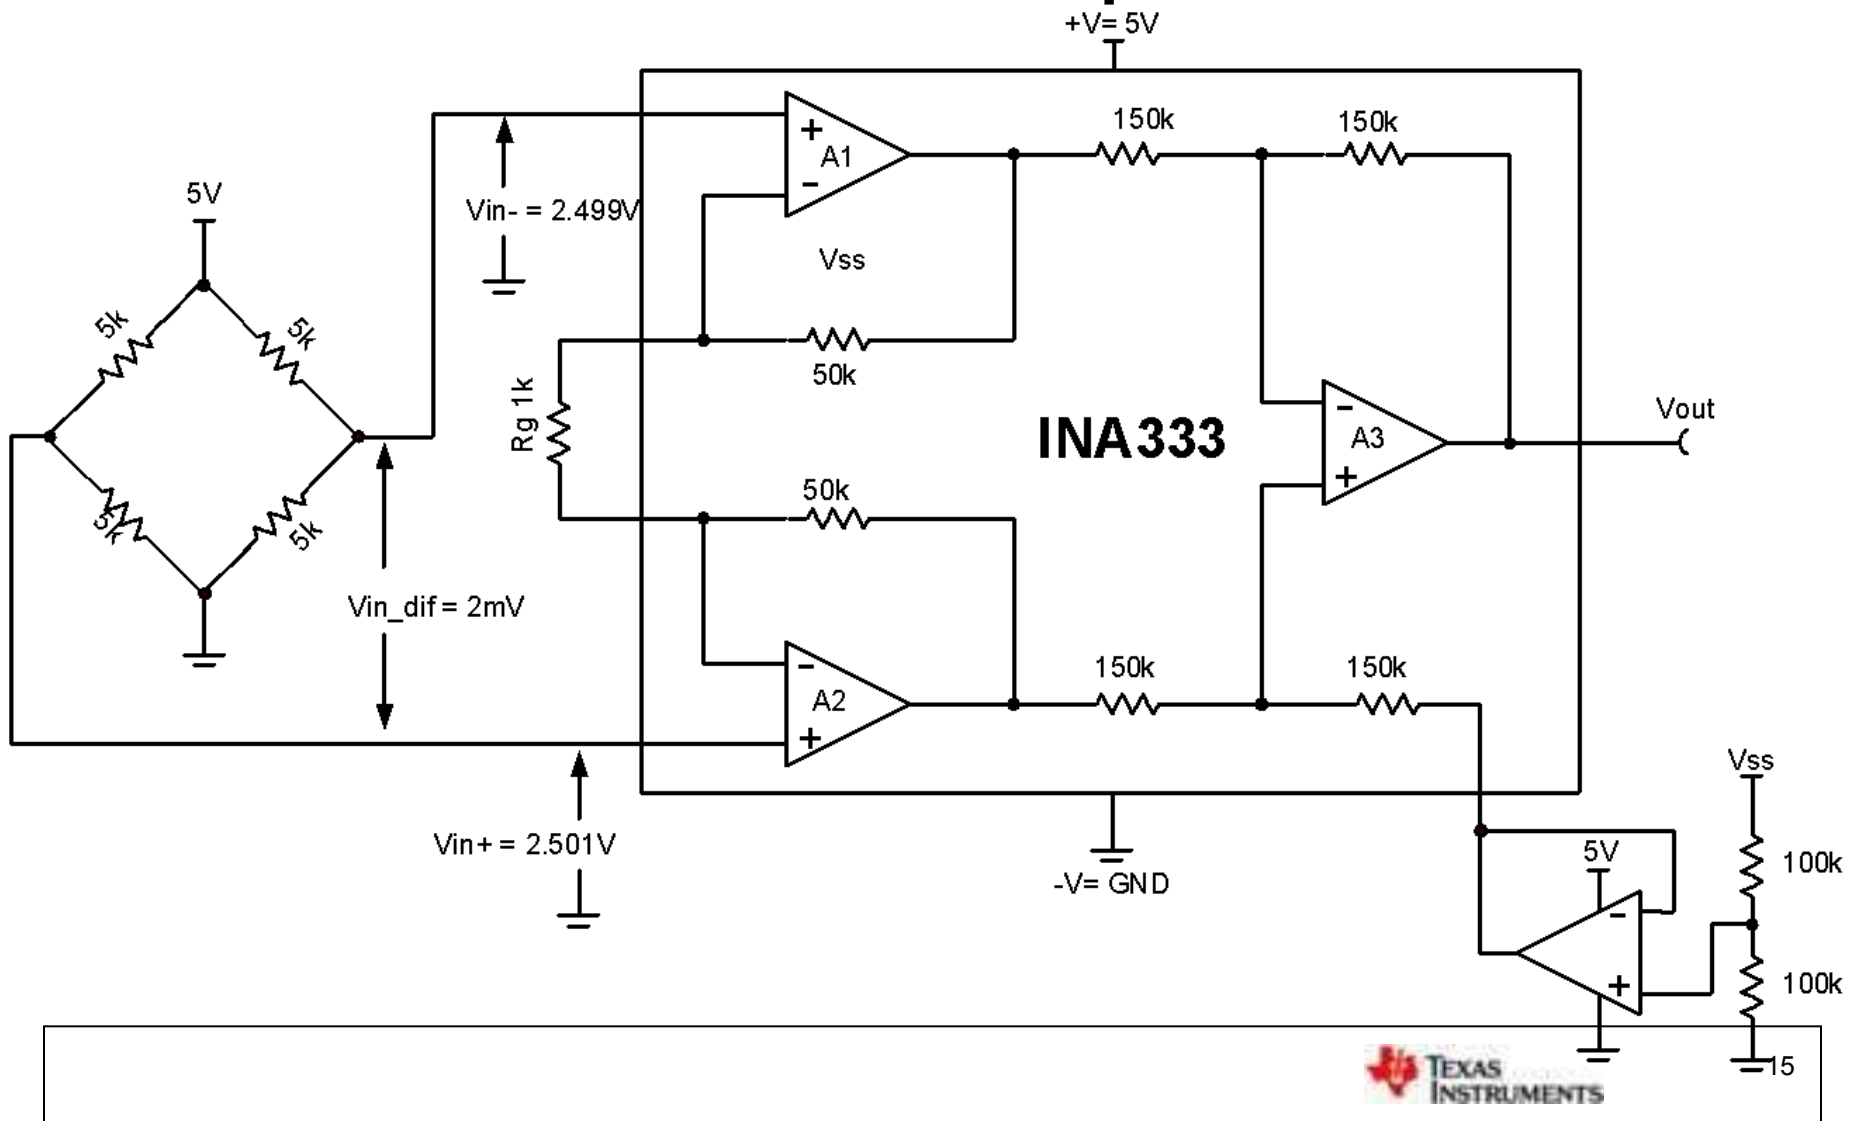 +V= 5V
150k
150k
+
A1
-
5V
Vin- = 2.499V
Vss
5k
5k
50k
Rg 1k
INA333
Vout
-
A3
+
50k
5k
5k
Vin_dif = 2mV
150k
150k
-
A2
+
Vss
Vin+ = 2.501V
5V
100k
-V= GND
-
+
100k
15
TEXAS
INSTRUMENTS